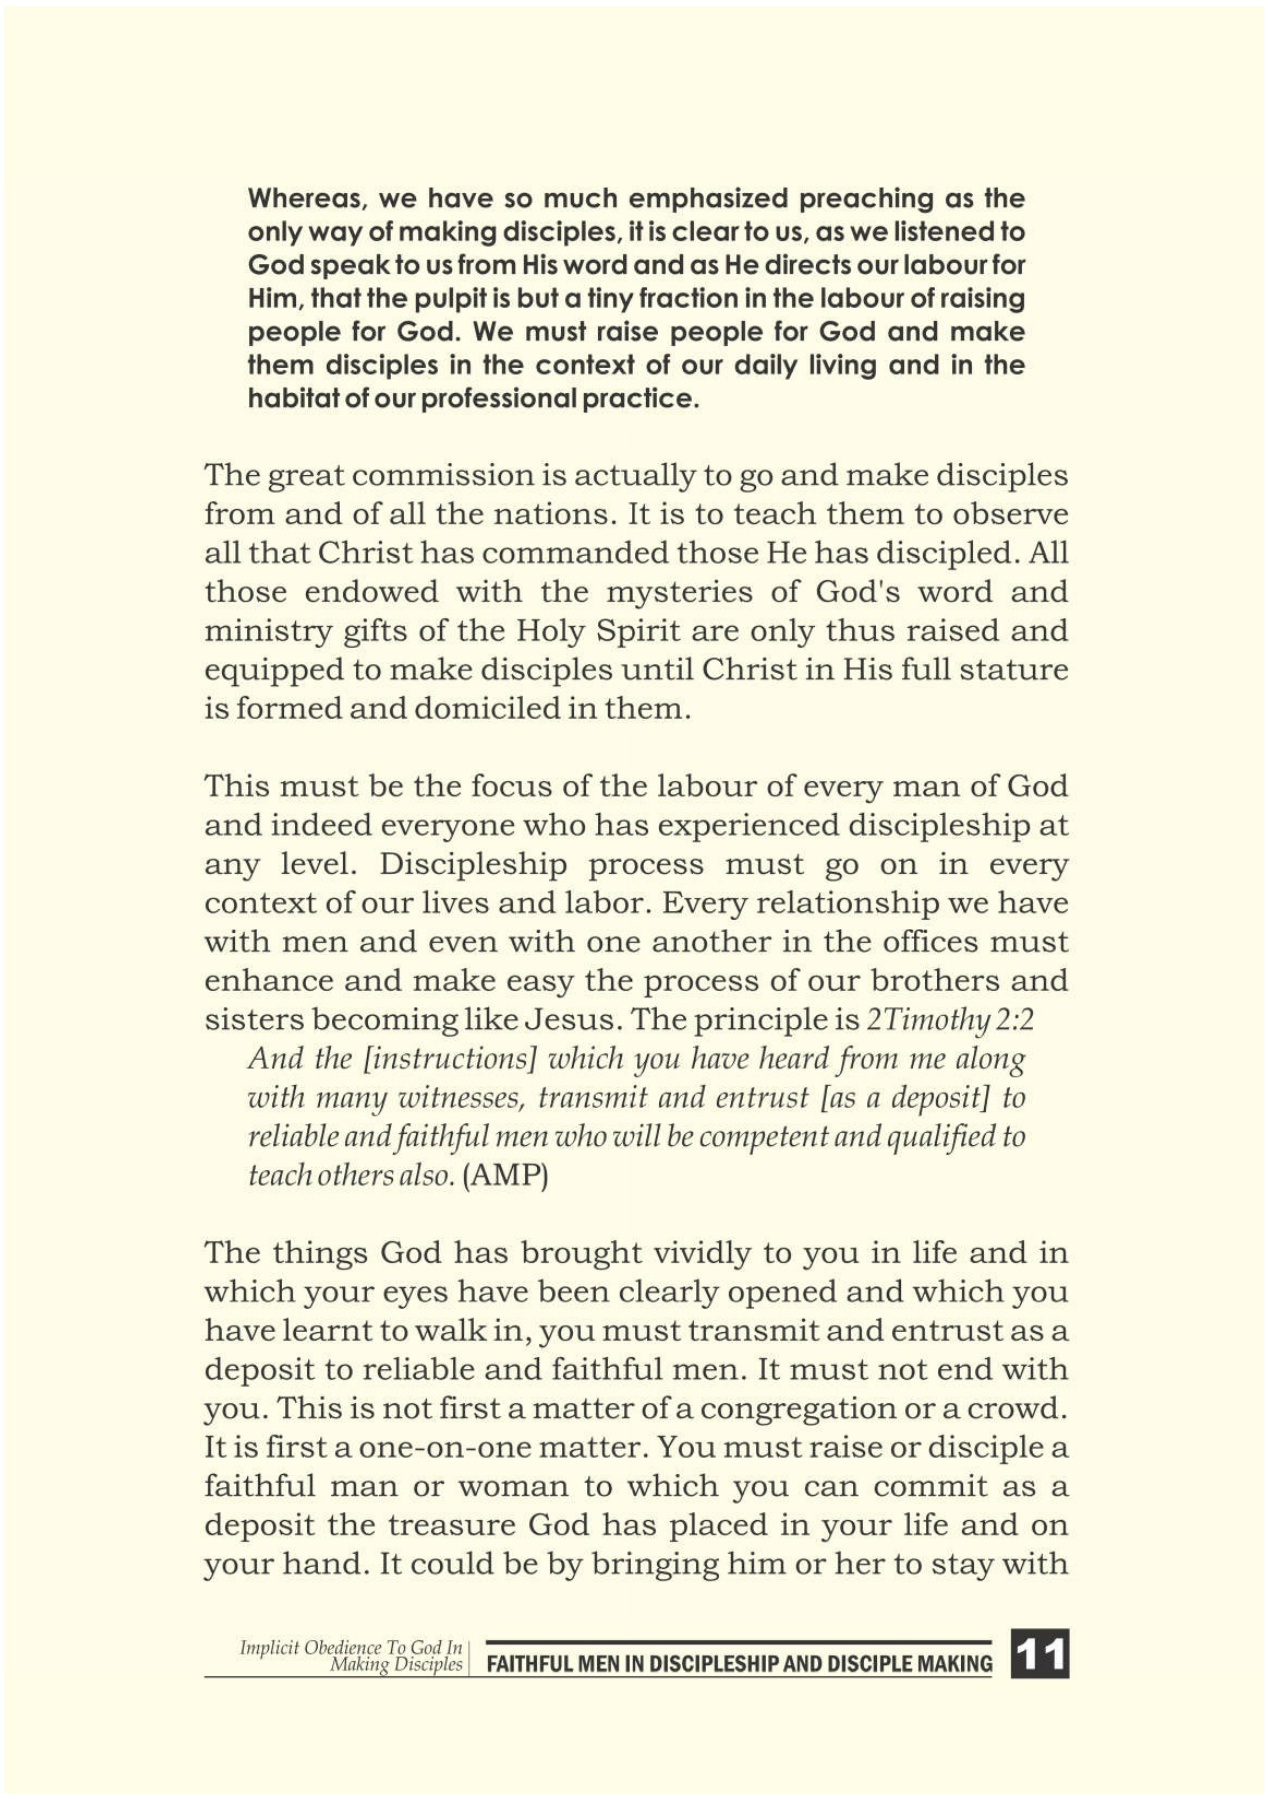 Whereas, we have so much emphasized preaching as the
only way of making disciples, it is clear to us, as we listened to
God speak to us from His word and as He directs our labour for
Him, that the pulpit is but a tiny fraction in the labour of raising
people for God. We must raise people for God and make
them disciples in the context of our daily living and in the
habitat of our professional practice.
The great commission is actually to go and make disciples
from and of all the nations. It is to teach them to observe
all that Christ has commanded those He has discipled. All
those endowed with the mysteries of God's word and
ministry gifts of the Holy Spirit are only thus raised and
equipped to make disciples until Christ in His full stature
is formed and domiciled in them.
This must be the focus of the labour of every man of God
and indeed everyone who has experienced discipleship at
any level. Discipleship process must go on in every
context of our lives and labor. Every relationship we have
with men and even with one another in the offices must
enhance and make easy the process of our brothers and
sisters becoming like Jesus. The principle is 2Timothy 2:2
And the [instructions] which you have heard from me along
with many witnesses, transmit and entrust [as a deposit] to
reliable and faithful men who will be competent and qualified to
teach others also. (AMP)
The things God has brought vividly to you in life and in
which your eyes have been clearly opened and which you
have learnt to walk in, you must transmit and entrust as a
deposit to reliable and faithful men. It must not end with
you. This is not first a matter of a congregation or a crowd.
It is first a one-on-one matter. You must raise or disciple a
faithful man or woman to which you can commit as a
deposit the treasure God has placed in your life and on
your hand. It could be by bringing him or her to stay with
Implicit Obedience To God In
Making Disciples
FAITHFUL MEN IN DISCIPLESHIP AND DISCIPLE MAKING
11